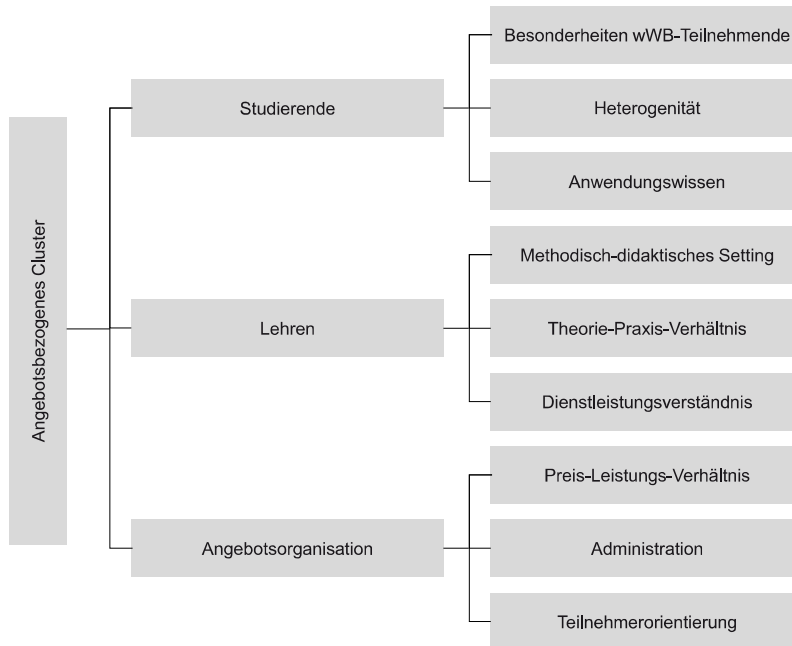 Angebotsbezogenes Cluster
Studierende
Besonderheiten wWB-Teilnehmende
Heterogenität
Anwendungswissen
Lehren
Methodisch-didaktisches Setting
Theorie-Praxis-Verhältnis
Dienstleistungsverständnis
Angebotsorganisation
Preis-Leistungs-Verhältnis
Administration
Teilnehmerorientierung